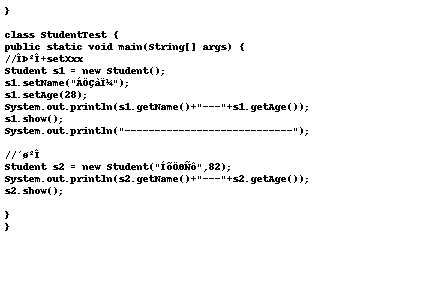 }
class StudentTest {
public static void main(String[] args) {
//ÎÞ²Î+setXxx
Student s1 = new Student();
s1.setName("ÁÖÇàÏ¼");
s1.setAge(28);
System.out.println(s1.getName()+"---"+s1.getAge());
s1.show();
System.out.println("----------------------------");
//´ø²Î
Student s2 = new Student("ÍõÖØÑô",82);
System.out.println(s2.getName()+"---"+s2.getAge());
s2.show();
}
}